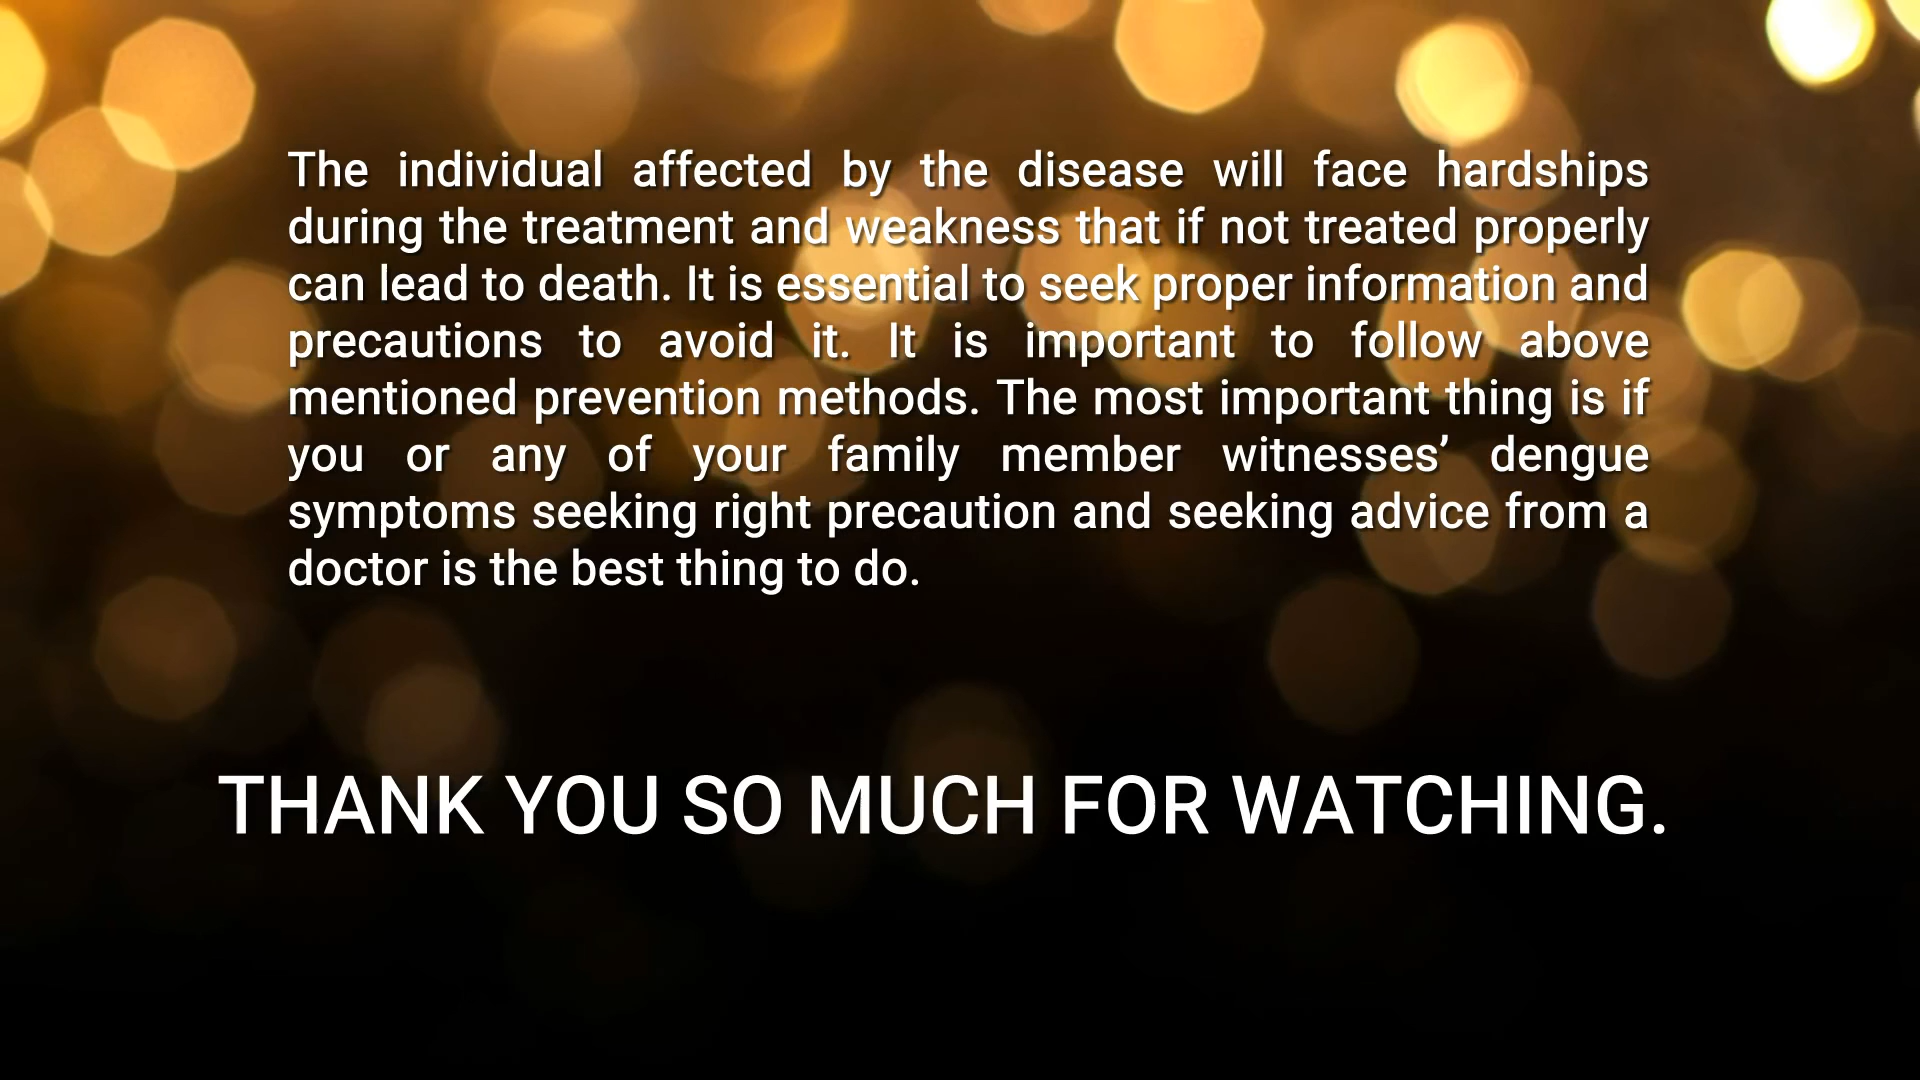 The individual affected by the disease will face hardships
during the treatment and weakness that if not treated properly
can lead to death. It is essential to seek proper information and
precautions to avoid it. It is important to follow above
mentioned prevention methods. The most important thing is if
you or any of your family member witnesses’ dengue
symptoms seeking right precaution and seeking advice from a
doctor is the best thing to do.
THANK YOU SO MUCH FOR WATCHING.